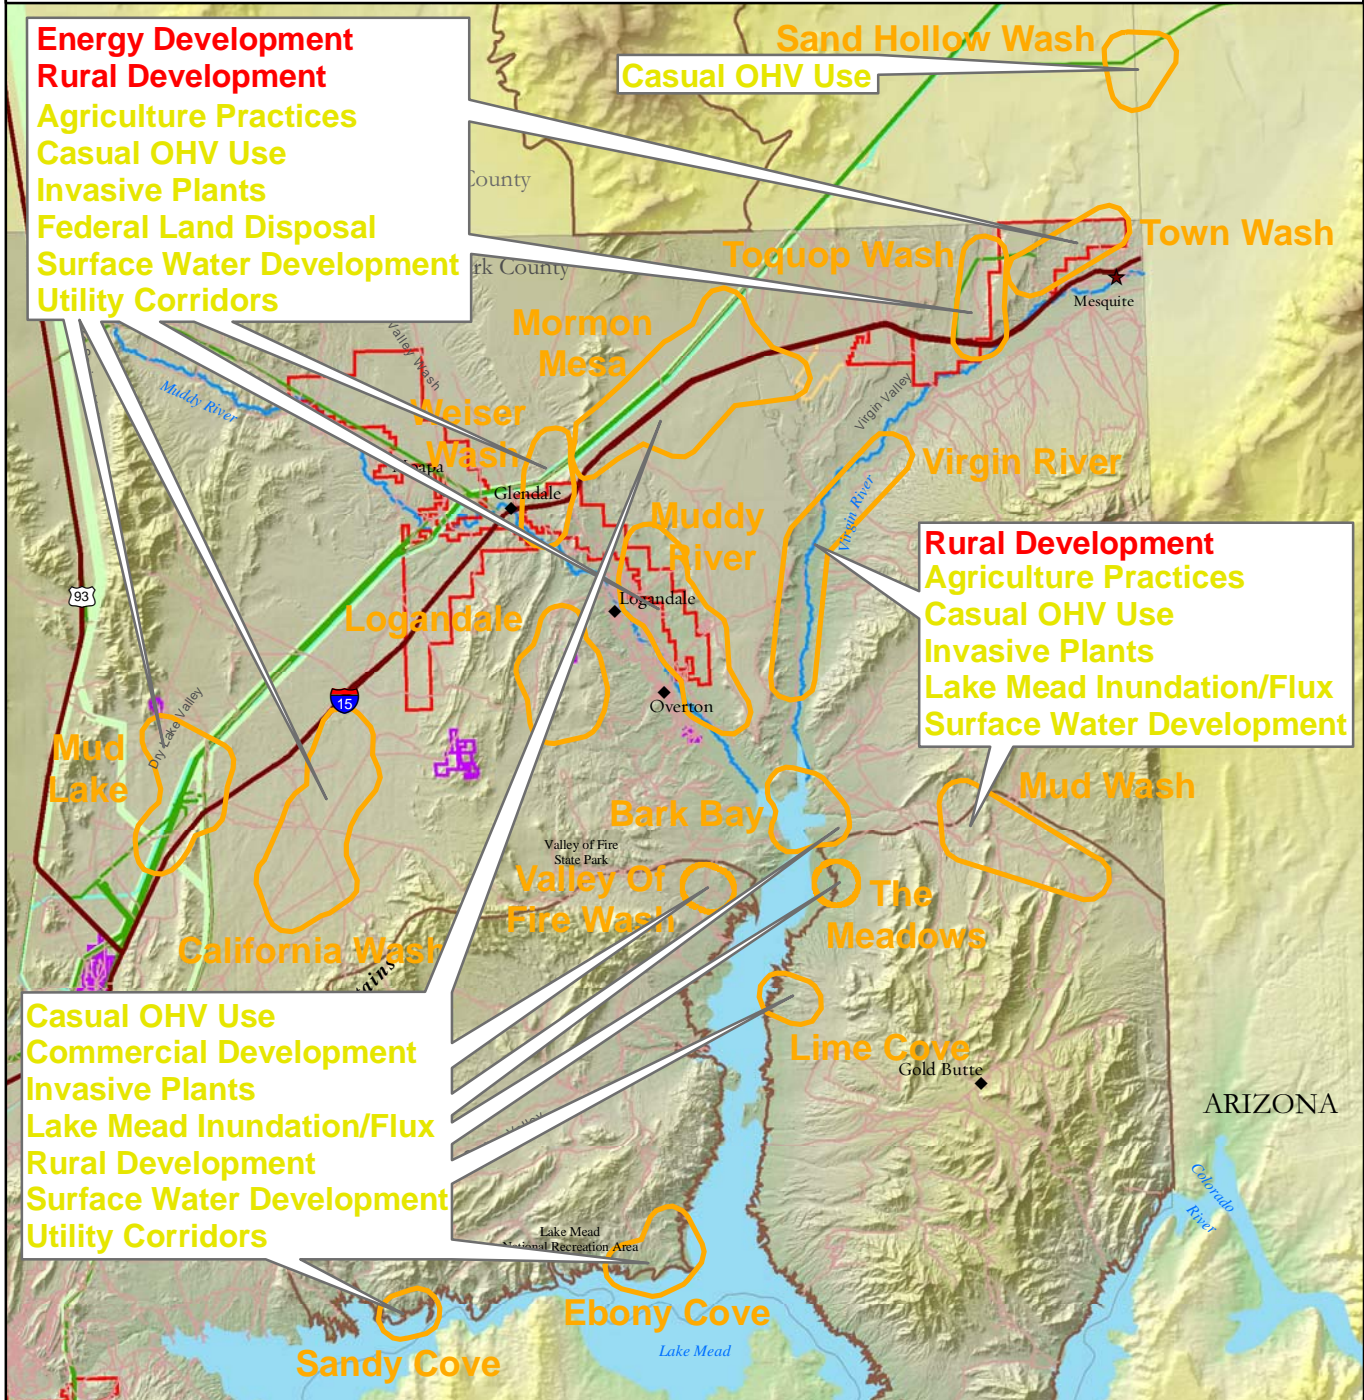 Energy Development
Rural Development
Agriculture Practices
Casual OHV Use
Invasive Plants
Federal Land Disposal
Surface Water Development
Utility Corridors
Sand Hollow Wash
Casual OHV Use
County
rk County
Toquop Wash
Town Wash
Mesquite
Mormon
Mesa
Valley Wash
Muddy River
Virgin Valley
Weiser
Wash
Glendale
Virgin River
Virgin River
Muddy
River
Logandale
Logandale
Overton
93
15
Rural Development
Agriculture Practices
Casual OHV Use
Invasive Plants
Lake Mead Inundation/Flux
Surface Water Development
Mud
Lake
Dry Lake Valley
Mud Wash
Bark Bay
Valley of Fire
State Park
Valley Of
Fire Wash
The
Meadows
California Wash
ains
Lime Cove
Gold Butte
ARIZONA
Casual OHV Use
Commercial Development
Invasive Plants
Lake Mead Inundation/Flux
Rural Development
Surface Water Development
Utility Corridors
Valley
Colorado
River
Lake Mead
National Recreation Area
Ebony Cove
Sandy Cove
Lake Mead